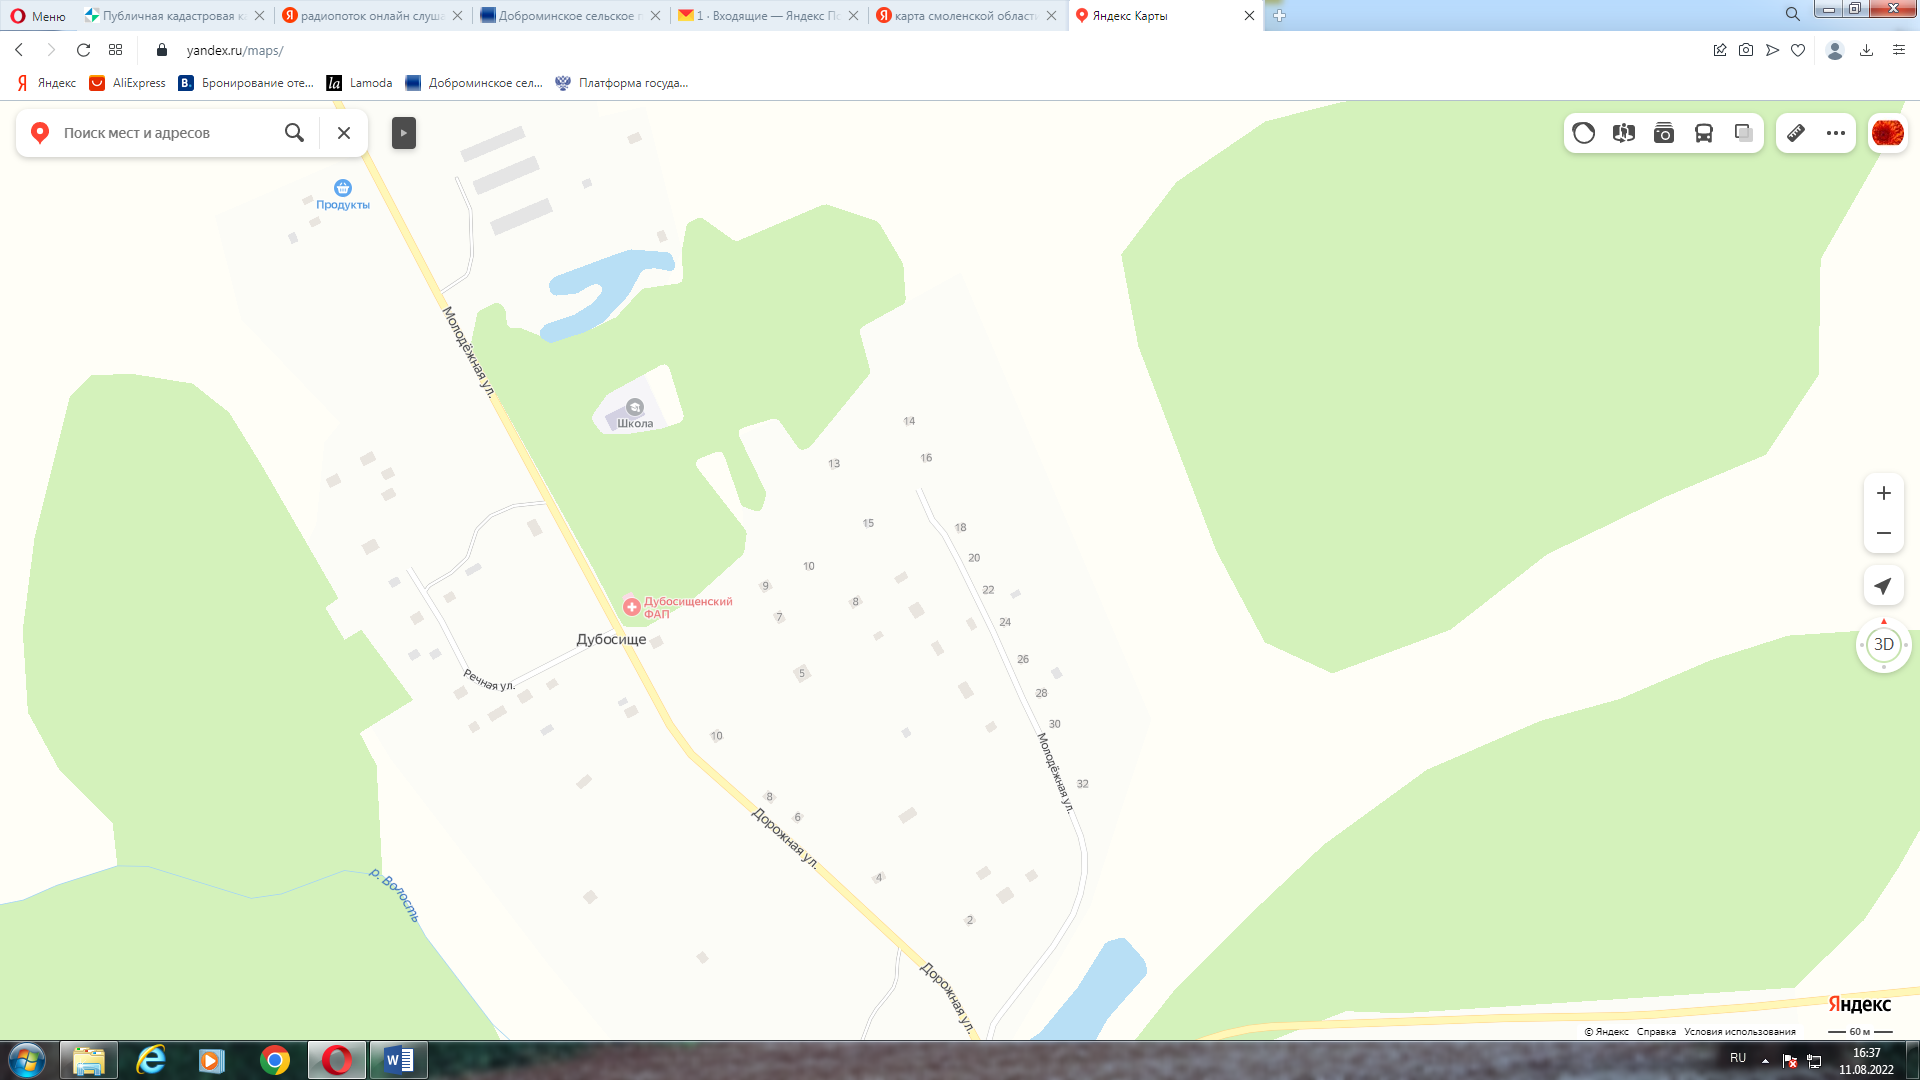 Меню
Публичная кадастровая к
радиопоток онлайн слуша
Доброминское сельское п
1 · Входящие — Яндекс По
карта смоленской области
Яндекс Карты
yandex.ru/maps/
Яндекс
AliExpress
Бронирование оте...
Lamoda
Доброминское сел...
Платформа госуда...
Поиск мест и адресов
Продукты
Молодёжная ул.
Школа
14
16
13
15
18
20
10
9
22
8
7
24
Дубосищенский
ФАП
Дубосище
26
5
Речная ул.
28
30
10
Молодёжная ул.
32
8
6
Дорожная ул.
4
р. Волость
2
Дорожная ул.
3D
Яндекс
© Яндекс Справка Условия использования
60 м
RU
16:37
11.08.2022